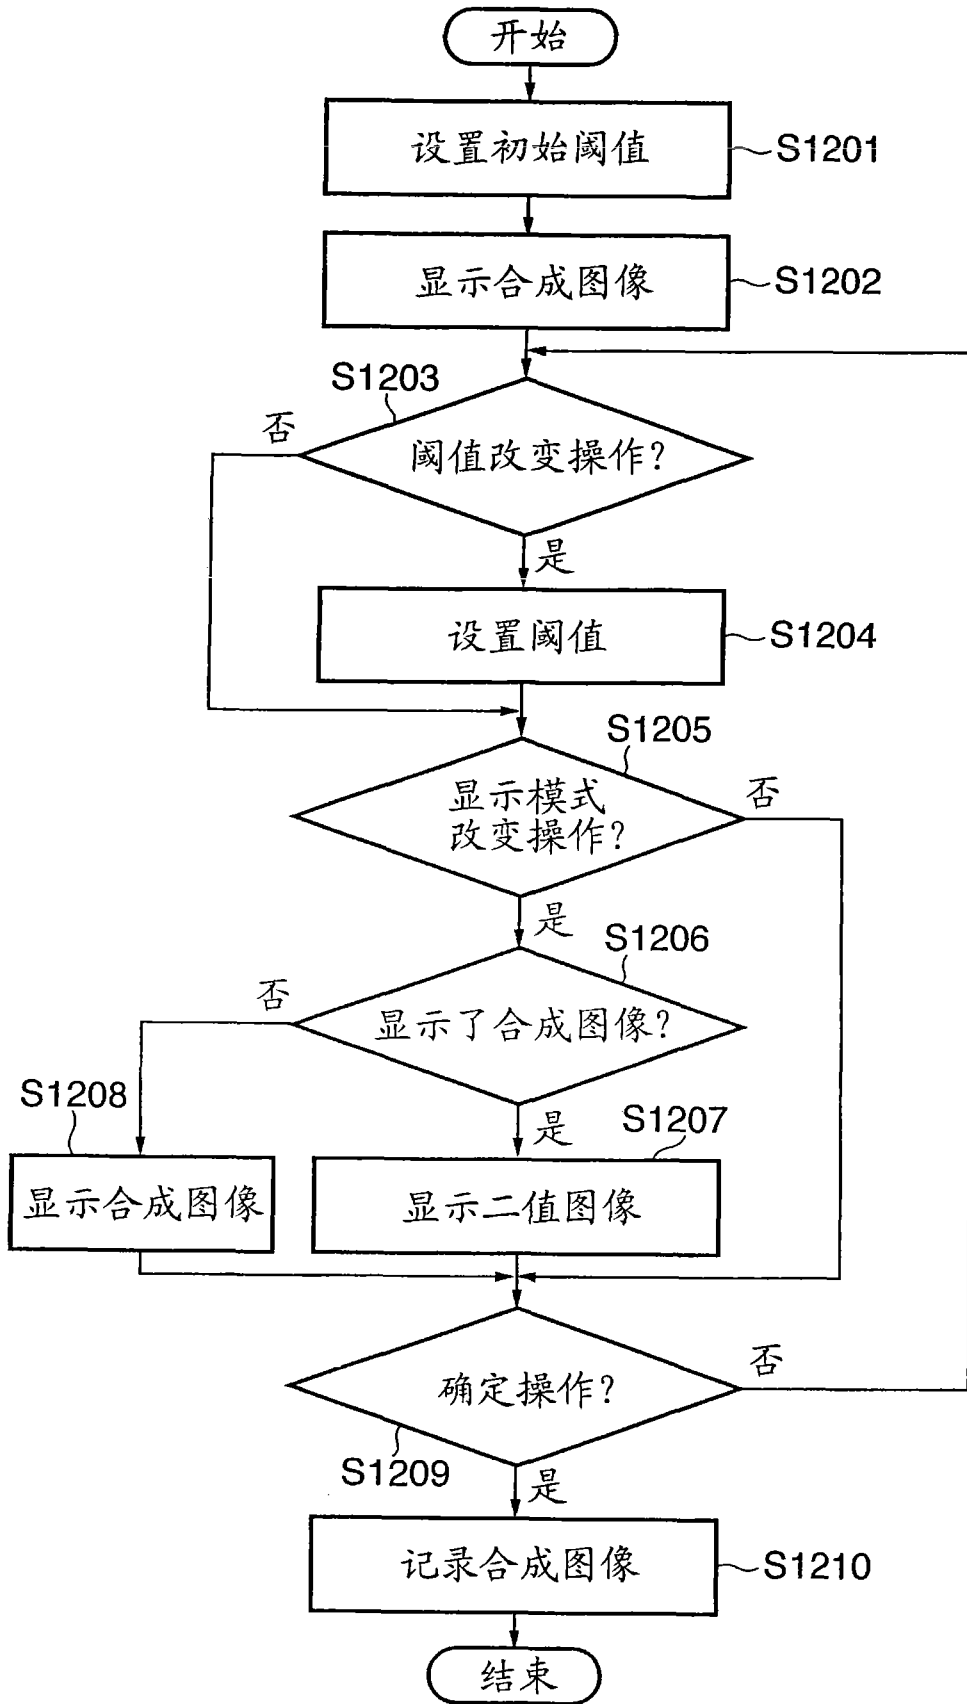 开始
设置初始阈值
S1201
显示合成图像
S1202
S1203
否
阈值改变操作?
是
设置阈值
S1204
S1205
显示模式
改变操作?
否
是
S1206
否
显示了合成图像?
S1208
是
S1207
显示合成图像
显示二值图像
确定操作?
否
S1209
是
记录合成图像
S1210
结束